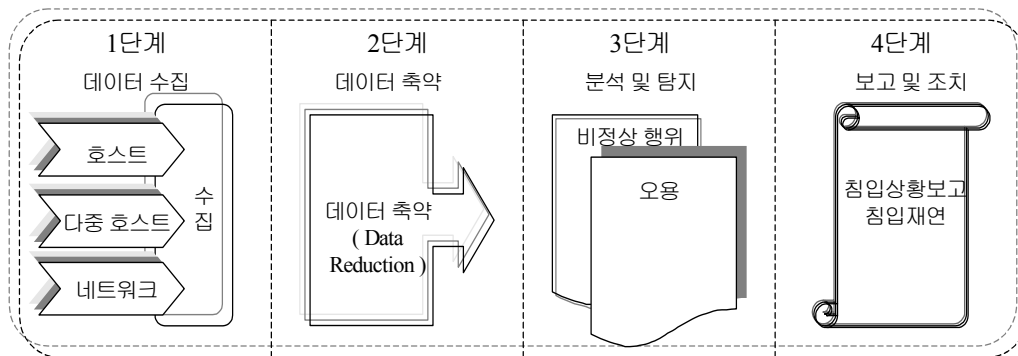 1단계
데이터 수집
호스트
다중 호스트
네트워크
수
집
2단계
데이터 축약
데이터 축약
( Data
Reduction )
3단계
분석 및 탐지
비정상 행위
오용
4단계
보고 및 조치
침입상황보고
침입재연